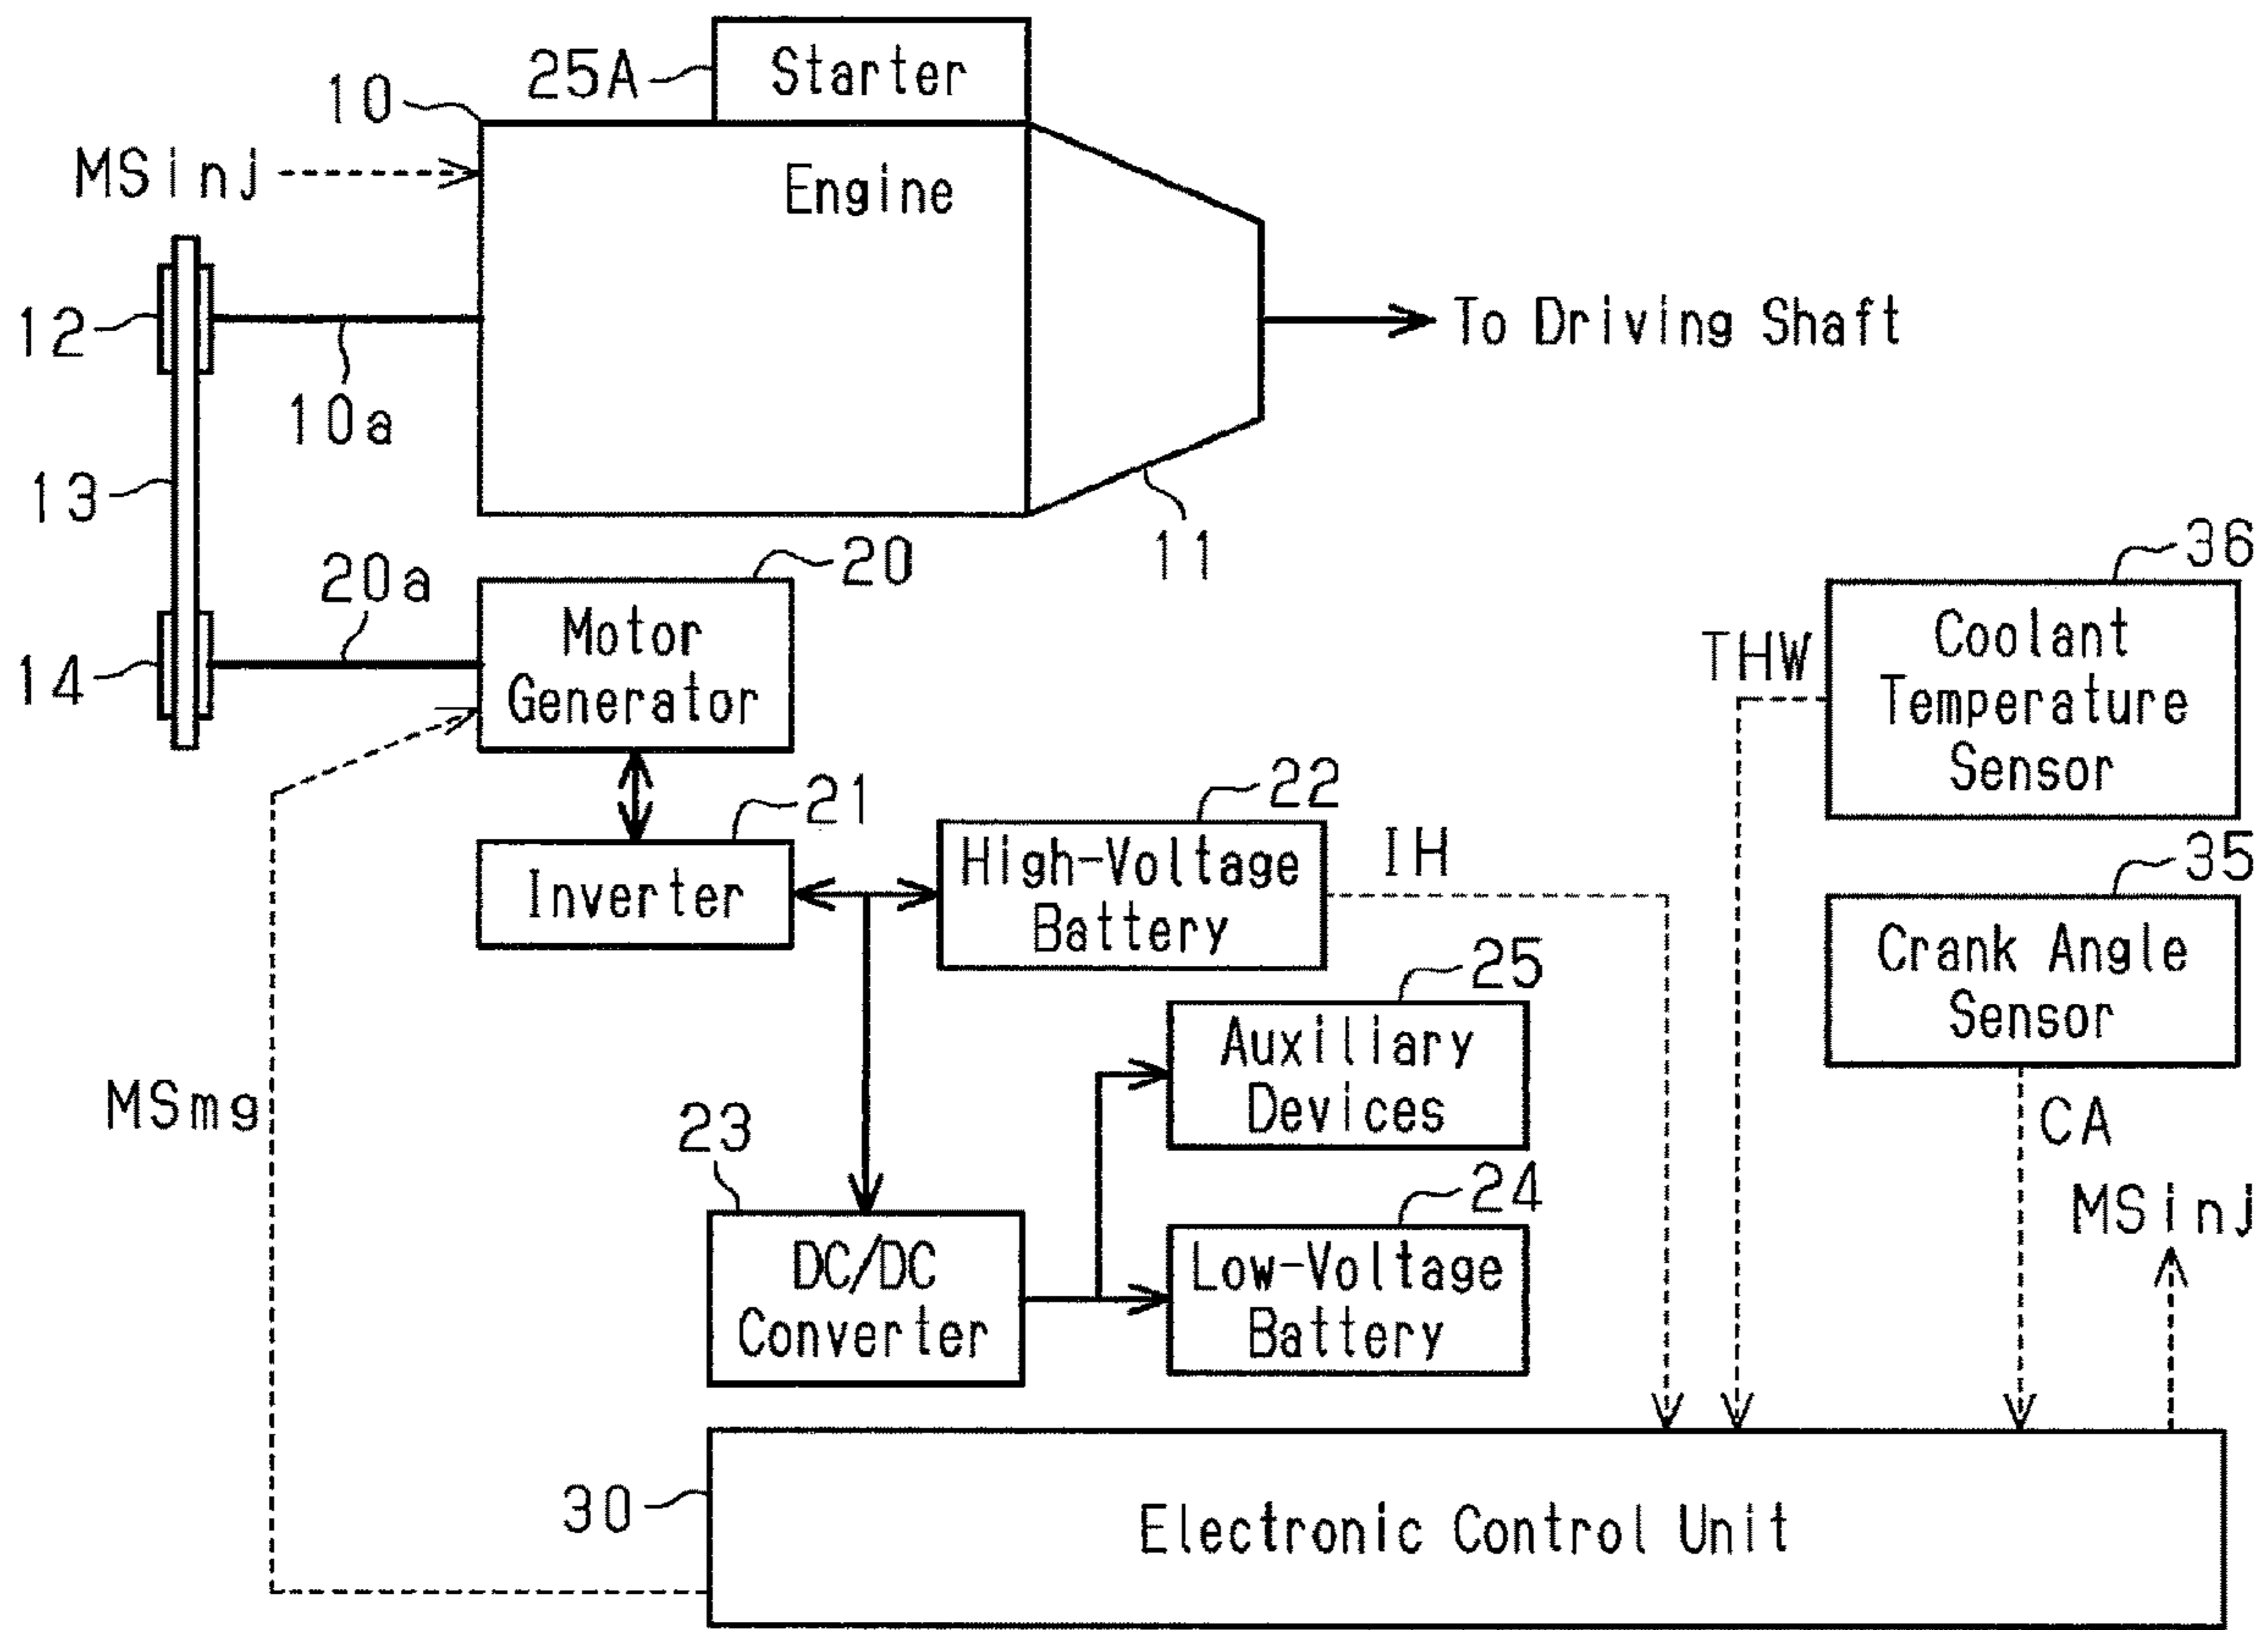 25A
Starter
10
MSinj
Engine
12
10a
To Driving Shaft
13
11
20
20a
36
14
Motor
Generator
THW
Coolant
Temperature
Sensor
21
22
IH
Inverter
High-Voltage
Battery
35
Crank Angle
Sensor
25
Auxiliary
Devices
MSmg
CA
23
24
MSinj
DC/DC
Converter
Low-Voltage
Battery
30
Electronic Control Unit